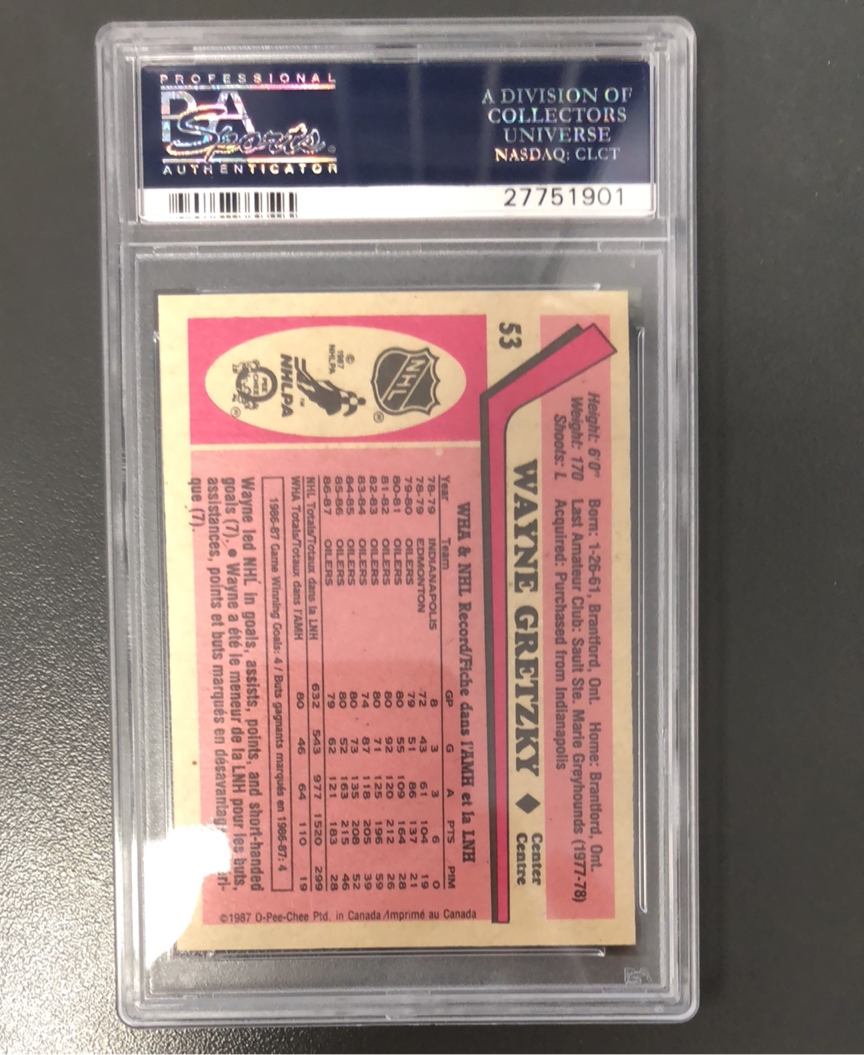 PROFESSIONAL
PSA
Sports
AUTHENTICATOR
A DIVISION OF
COLLECTORS
UNIVERSE
NASDAQ: CLCT
27751901
53
Height: 6'0" Born: 1-26-61, Brantford, Ont. Home: Brantford, Ont.
Weight: 170 Last Amateur Club: Sault Ste. Marie Greyhounds (1977-78)
Shoots: L Acquired: Purchased from Indianapolis
WAYNE GRETZKY ♦ Center
Centre
NHL ®
© 1987 NHLPA
NHLPA ™
O PEE CHEE ®
WHA & NHL Record/Fiche dans l'AMH et la LNH
Year Team GP G A PTS PIM
78-79 INDIANAPOLIS 8 3 3 6 0
78-79 EDMONTON 72 43 61 104 19
79-80 OILERS 79 51 86 137 21
80-81 OILERS 80 55 109 164 28
81-82 OILERS 80 92 120 212 26
82-83 OILERS 80 71 125 196 59
83-84 OILERS 74 87 118 205 39
84-85 OILERS 80 73 135 208 52
85-86 OILERS 80 52 163 215 46
86-87 OILERS 79 62 121 183 28
NHL Totals/Totaux dans la LNH 632 543 977 1520 299
WHA Totals/Totaux dans l'AMH 80 46 64 110 19
1986-87 Game Winning Goals: 4 / Buts gagnants marqués en 1986-87: 4
Wayne led NHL in goals, assists, points, and short-handed
goals (7). ● Wayne a été le meneur de la LNH pour les buts,
assistances, points et buts marqués en
que (7).
©1987 O-Pee-Chee Ptd. in Canada/Imprimé au Canada